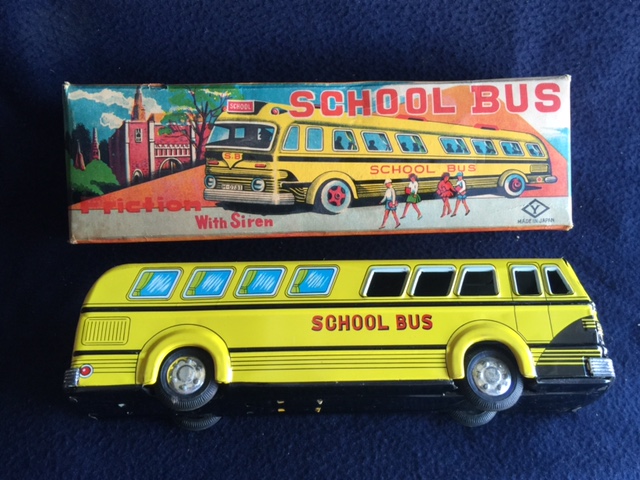 SCHOOL BUS
SCHOOL
S.B
SCHOOL BUS
Friction
With Siren
Y
MADE IN JAPAN
SCHOOL BUS